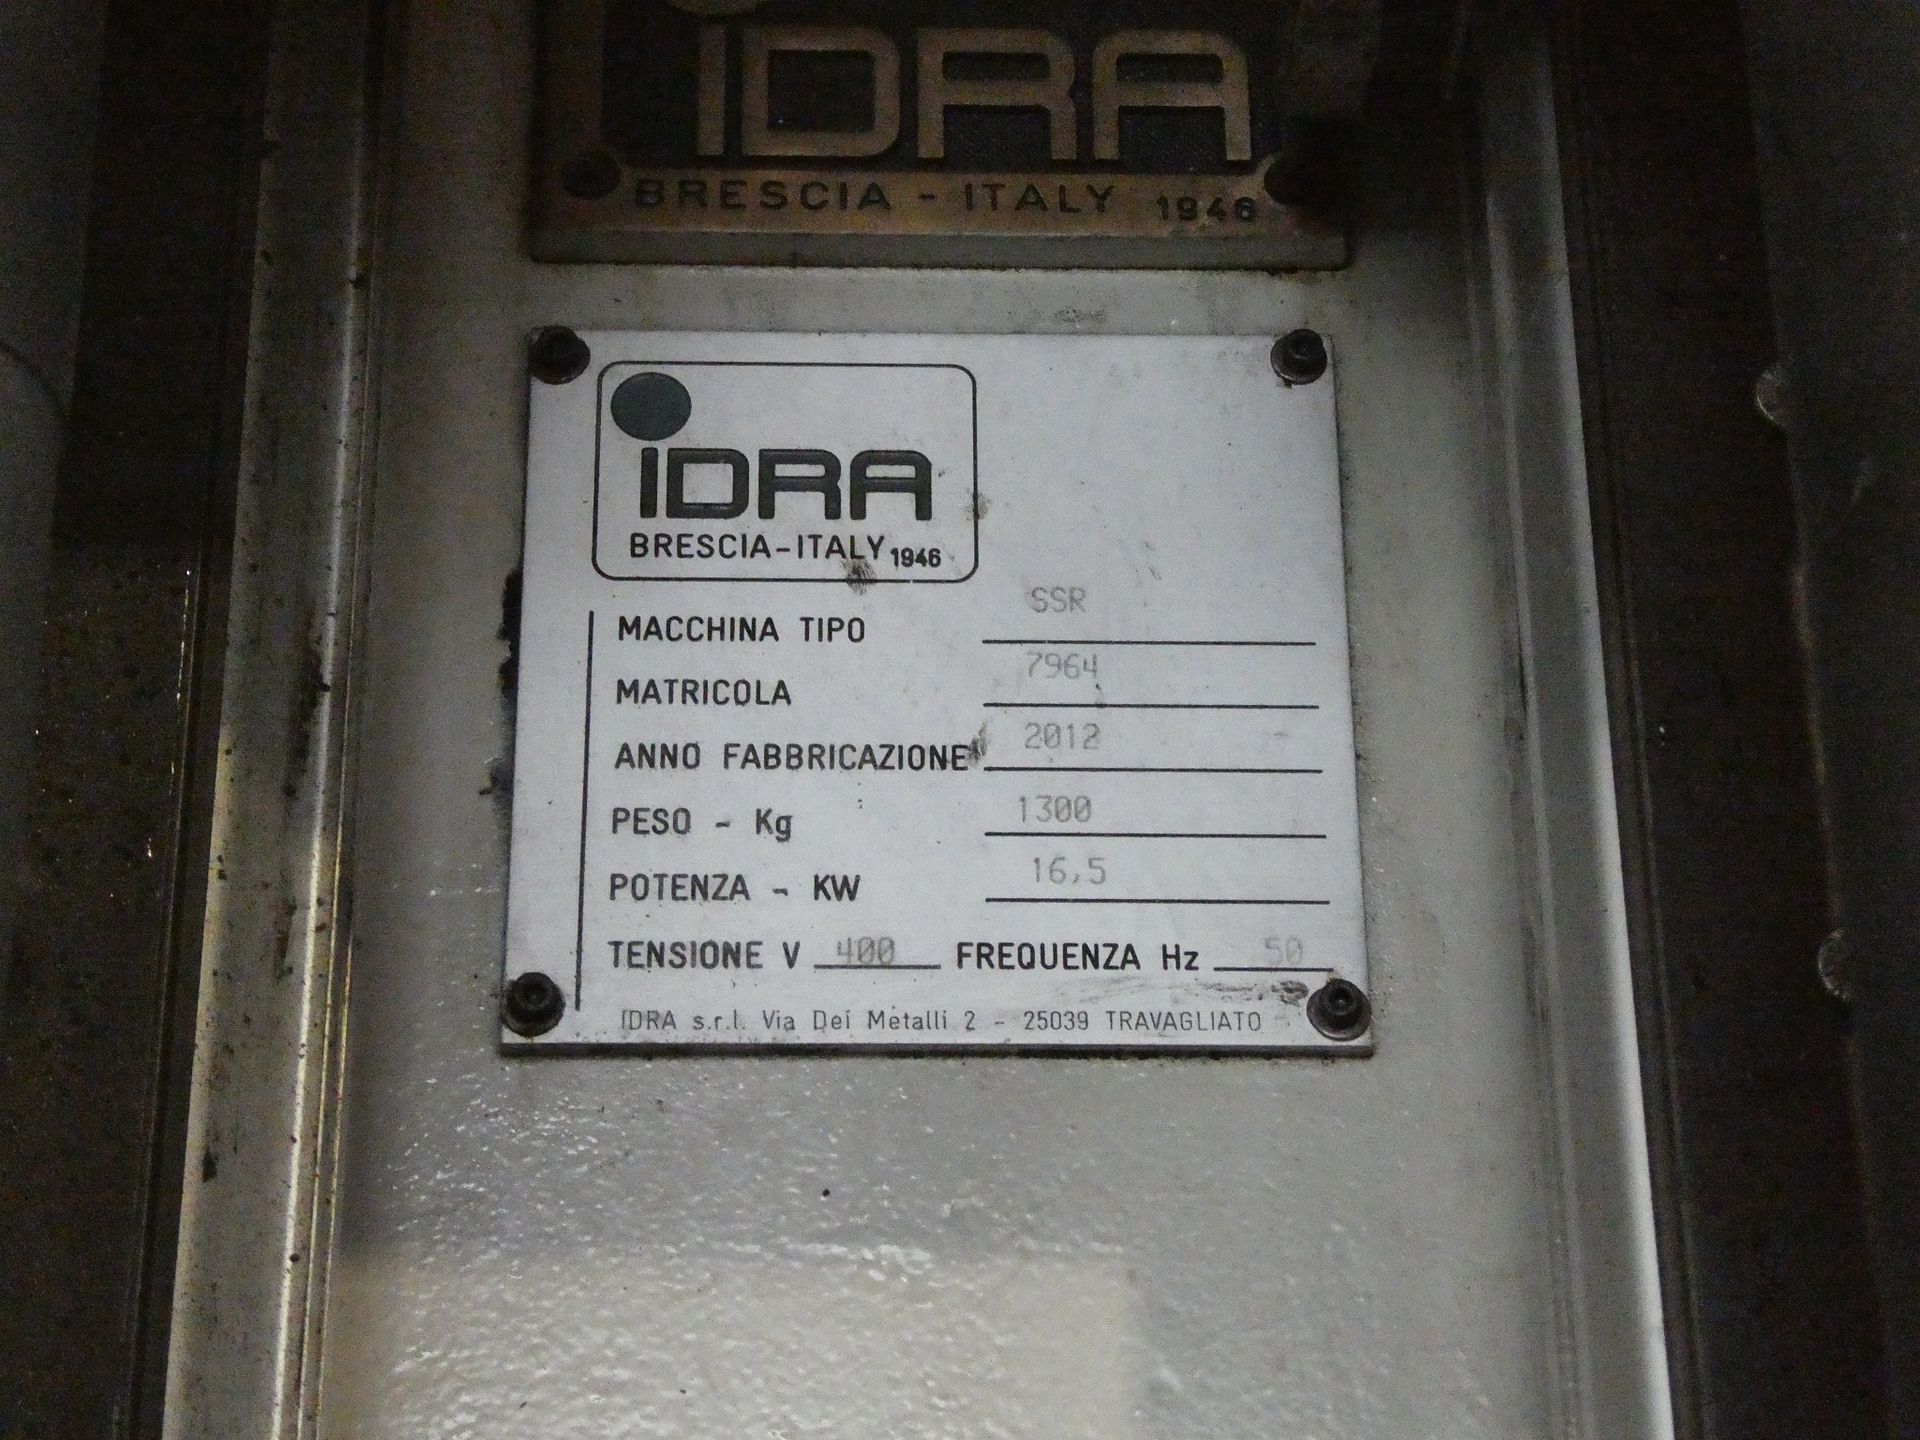 IDRA
BRESCIA - ITALY 1946
IDRA
BRESCIA-ITALY 1946
MACCHINA TIPO SSR
MATRICOLA 7964
ANNO FABBRICAZIONE 2012
PESO - Kg 1300
POTENZA - KW 16,5
TENSIONE V 400 FREQUENZA Hz 50
IDRA s.r.l. Via Dei Metalli 2 - 25039 TRAVAGLIATO